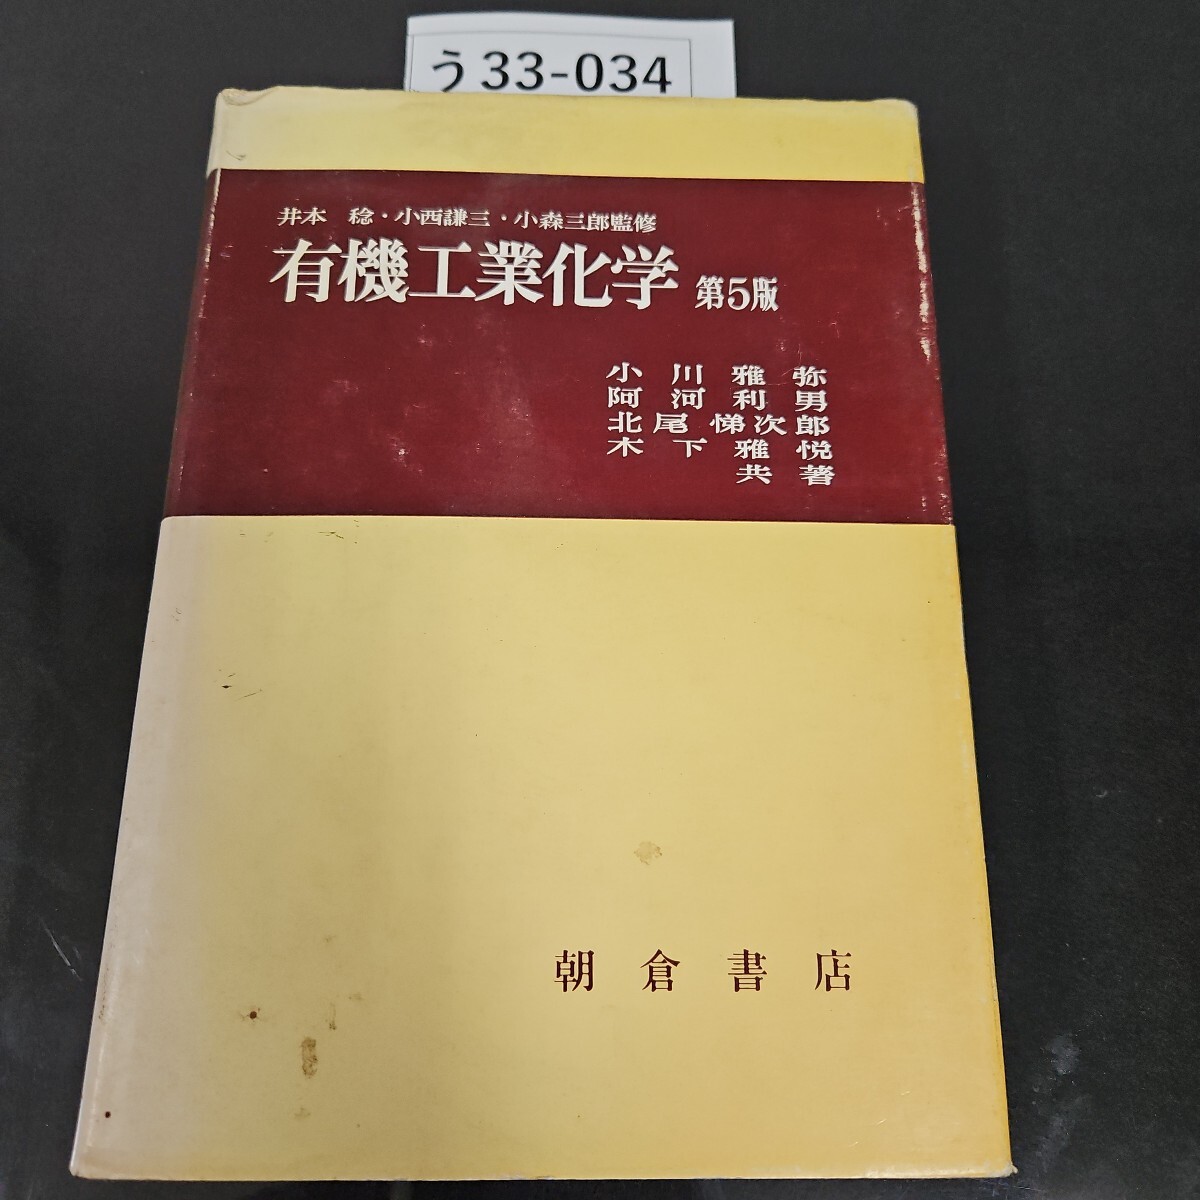 う33-034
井本 稔・小西謙三・小森三郎監修
有機工業化学 第5版
小川雅弥
阿河利男
北尾悌次郎
木下雅悦
共著
朝倉書店